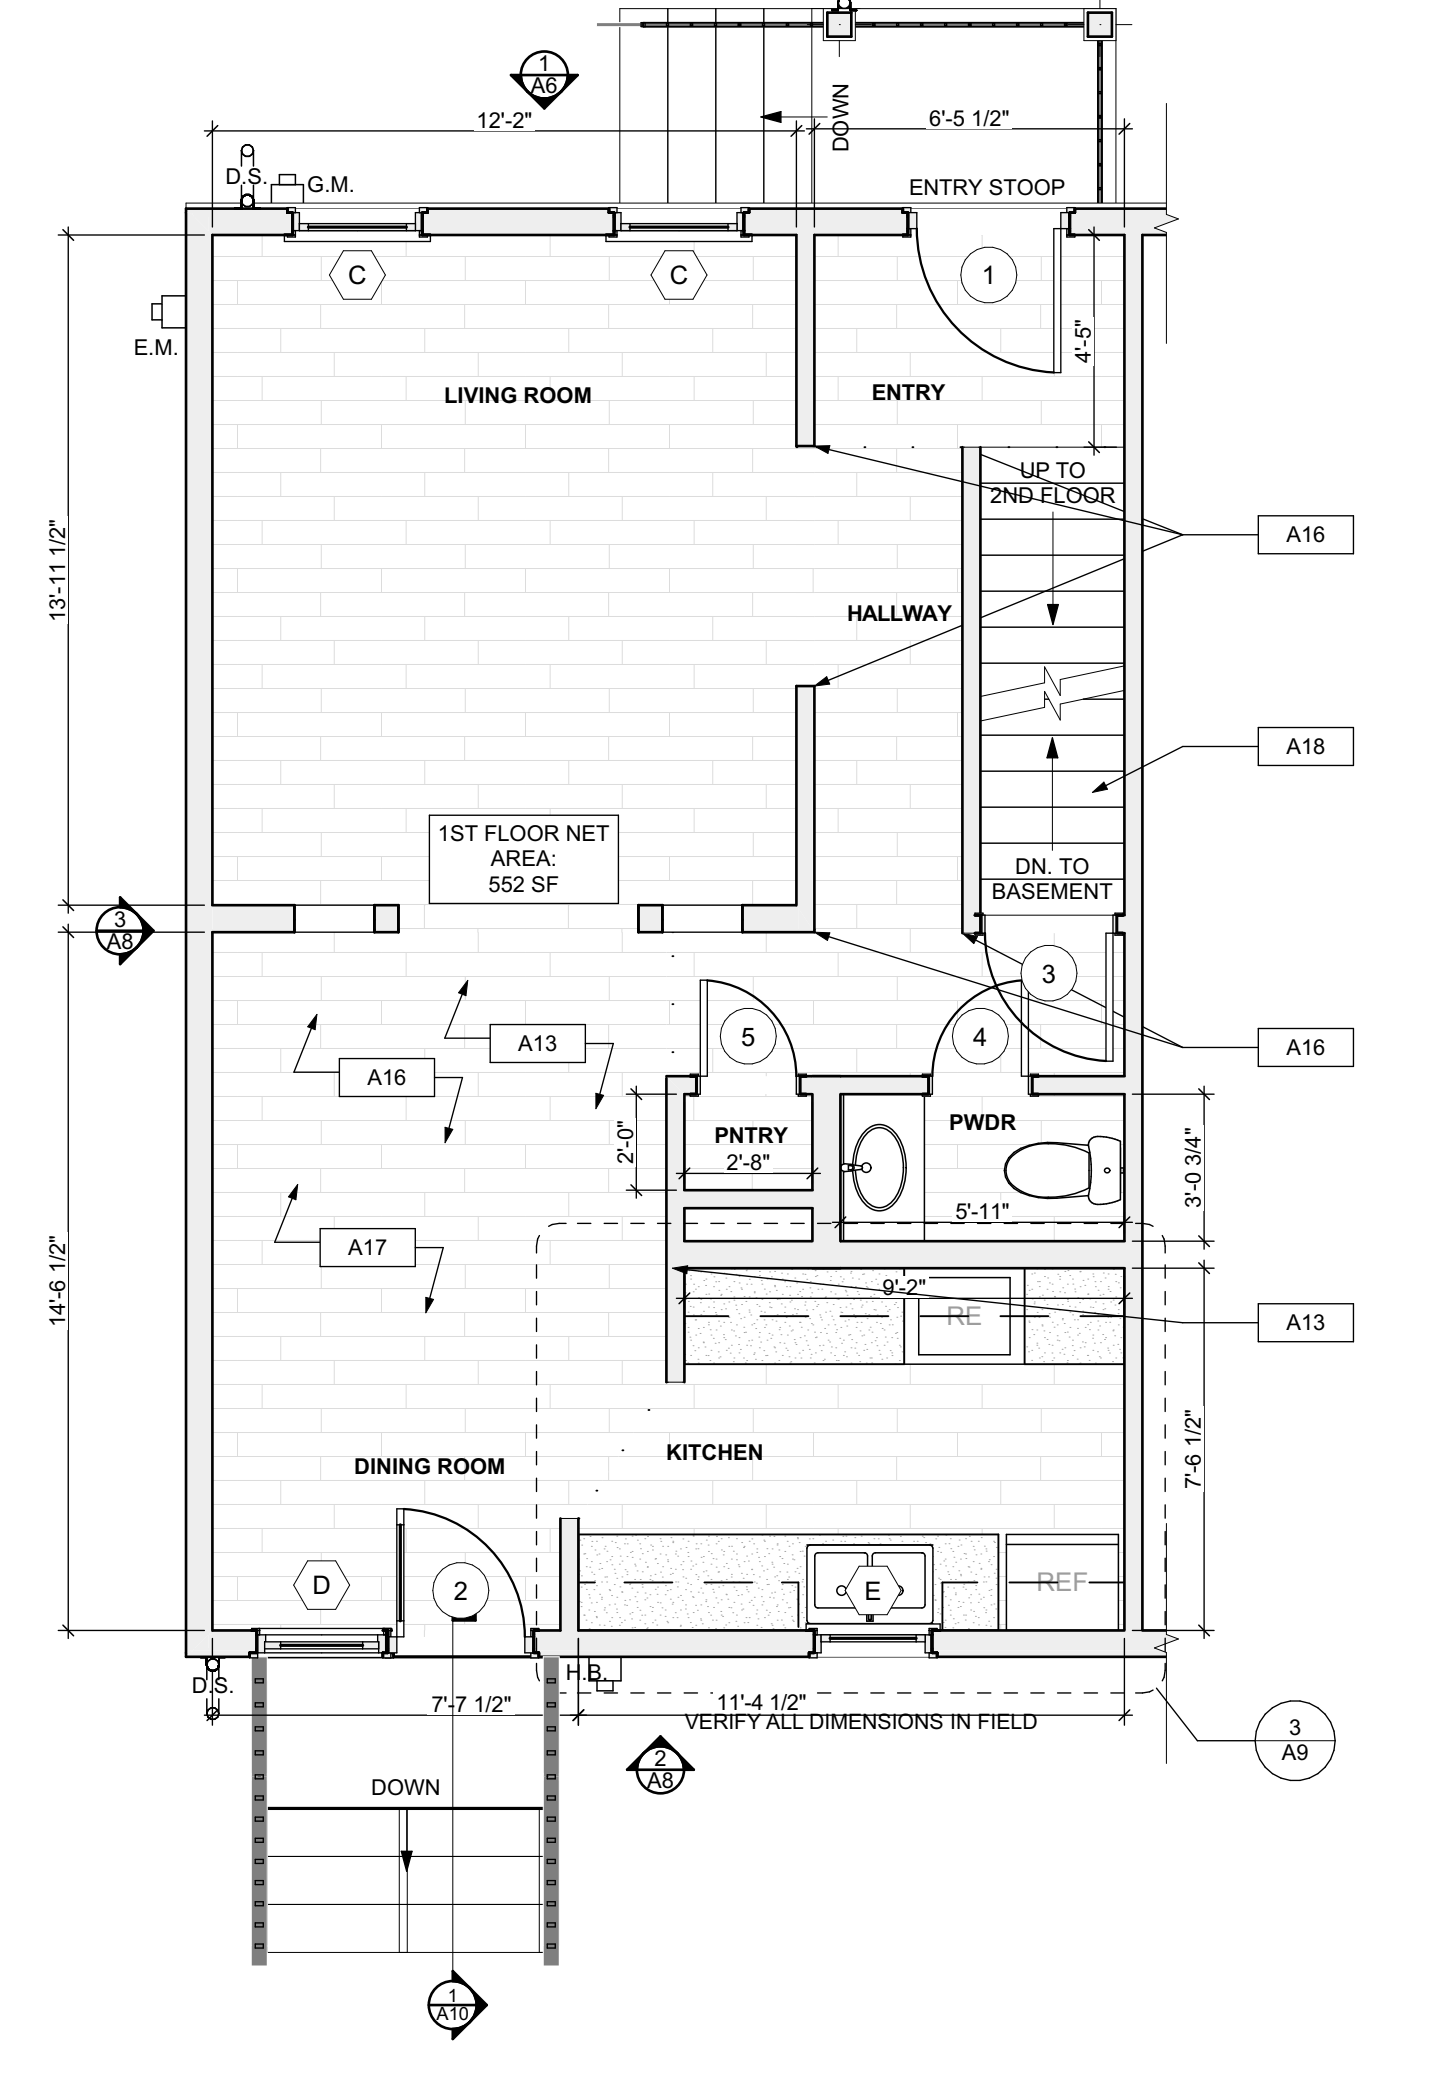 1
A6
DOWN
12'-2"
6'-5 1/2"
D.S.
G.M.
ENTRY STOOP
C
C
1
E.M.
4'-5"
LIVING ROOM
ENTRY
UP TO
2ND FLOOR
A16
13'-11 1/2"
HALLWAY
A18
1ST FLOOR NET
AREA:
552 SF
DN. TO
BASEMENT
3
A8
3
5
4
A13
A16
A16
PNTRY
2'-8"
2'-0"
PWDR
5'-11"
3'-0 3/4"
A17
14'-6 1/2"
9'-2"
RE
A13
DINING ROOM
KITCHEN
7'-6 1/2"
D
2
E
REF
D.S.
H.B.
7'-7 1/2"
11'-4 1/2"
VERIFY ALL DIMENSIONS IN FIELD
3
A9
2
A8
DOWN
1
A10